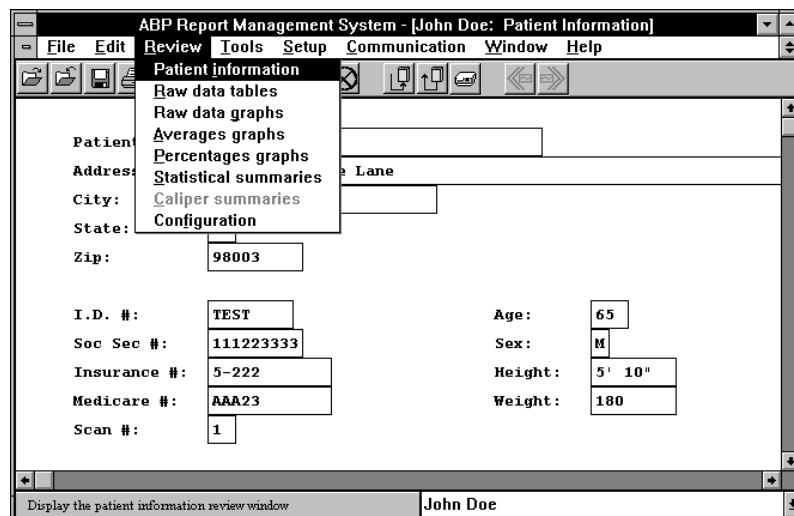 ABP Report Management System - [John Doe: Patient Information]
File Edit Review Tools Setup Communication Window Help
Patient information
Raw data tables
Raw data graphs
Averages graphs
Percentages graphs
Statistical summaries
Caliper summaries
Configuration
Patient
Address
Lane
City:
State:
Zip: 98003
I.D. #: TEST Age: 65
Soc Sec #: 111223333 Sex: M
Insurance #: 5-222 Height: 5' 10"
Medicare #: AAA23 Weight: 180
Scan #: 1
Display the patient information review window John Doe